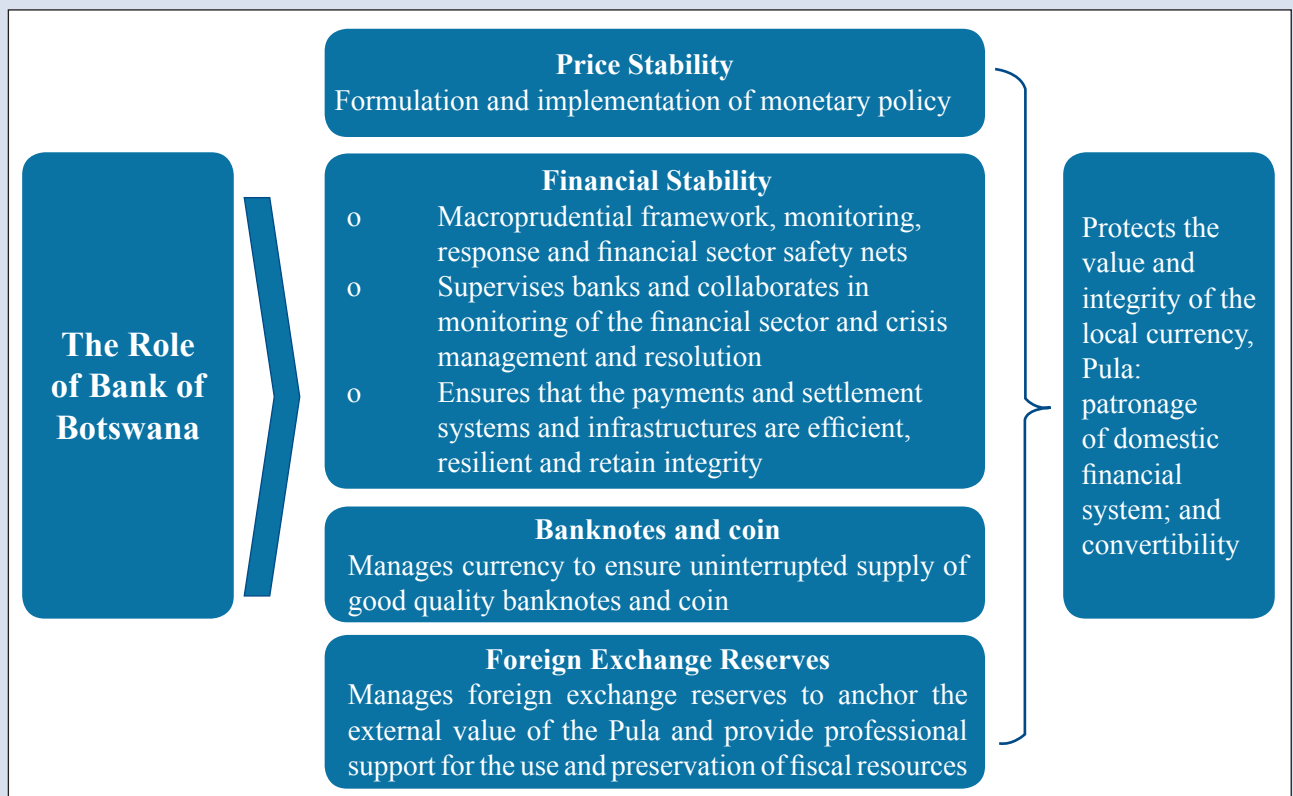 The Role
of Bank of
Botswana
Price Stability
Formulation and implementation of monetary policy
Financial Stability
o Macroprudential framework, monitoring,
response and financial sector safety nets
o Supervises banks and collaborates in
monitoring of the financial sector and crisis
management and resolution
o Ensures that the payments and settlement
systems and infrastructures are efficient,
resilient and retain integrity
Banknotes and coin
Manages currency to ensure uninterrupted supply of
good quality banknotes and coin
Foreign Exchange Reserves
Manages foreign exchange reserves to anchor the
external value of the Pula and provide professional
support for the use and preservation of fiscal resources
Protects the
value and
integrity of the
local currency,
Pula:
patronage
of domestic
financial
system; and
convertibility